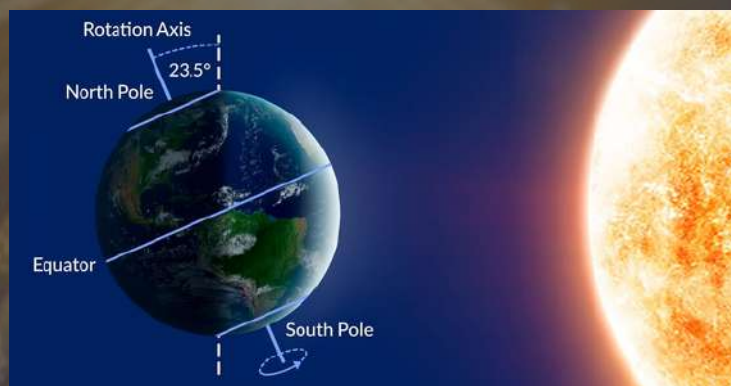 Rotation Axis
23.5°
North Pole
Equator
South Pole